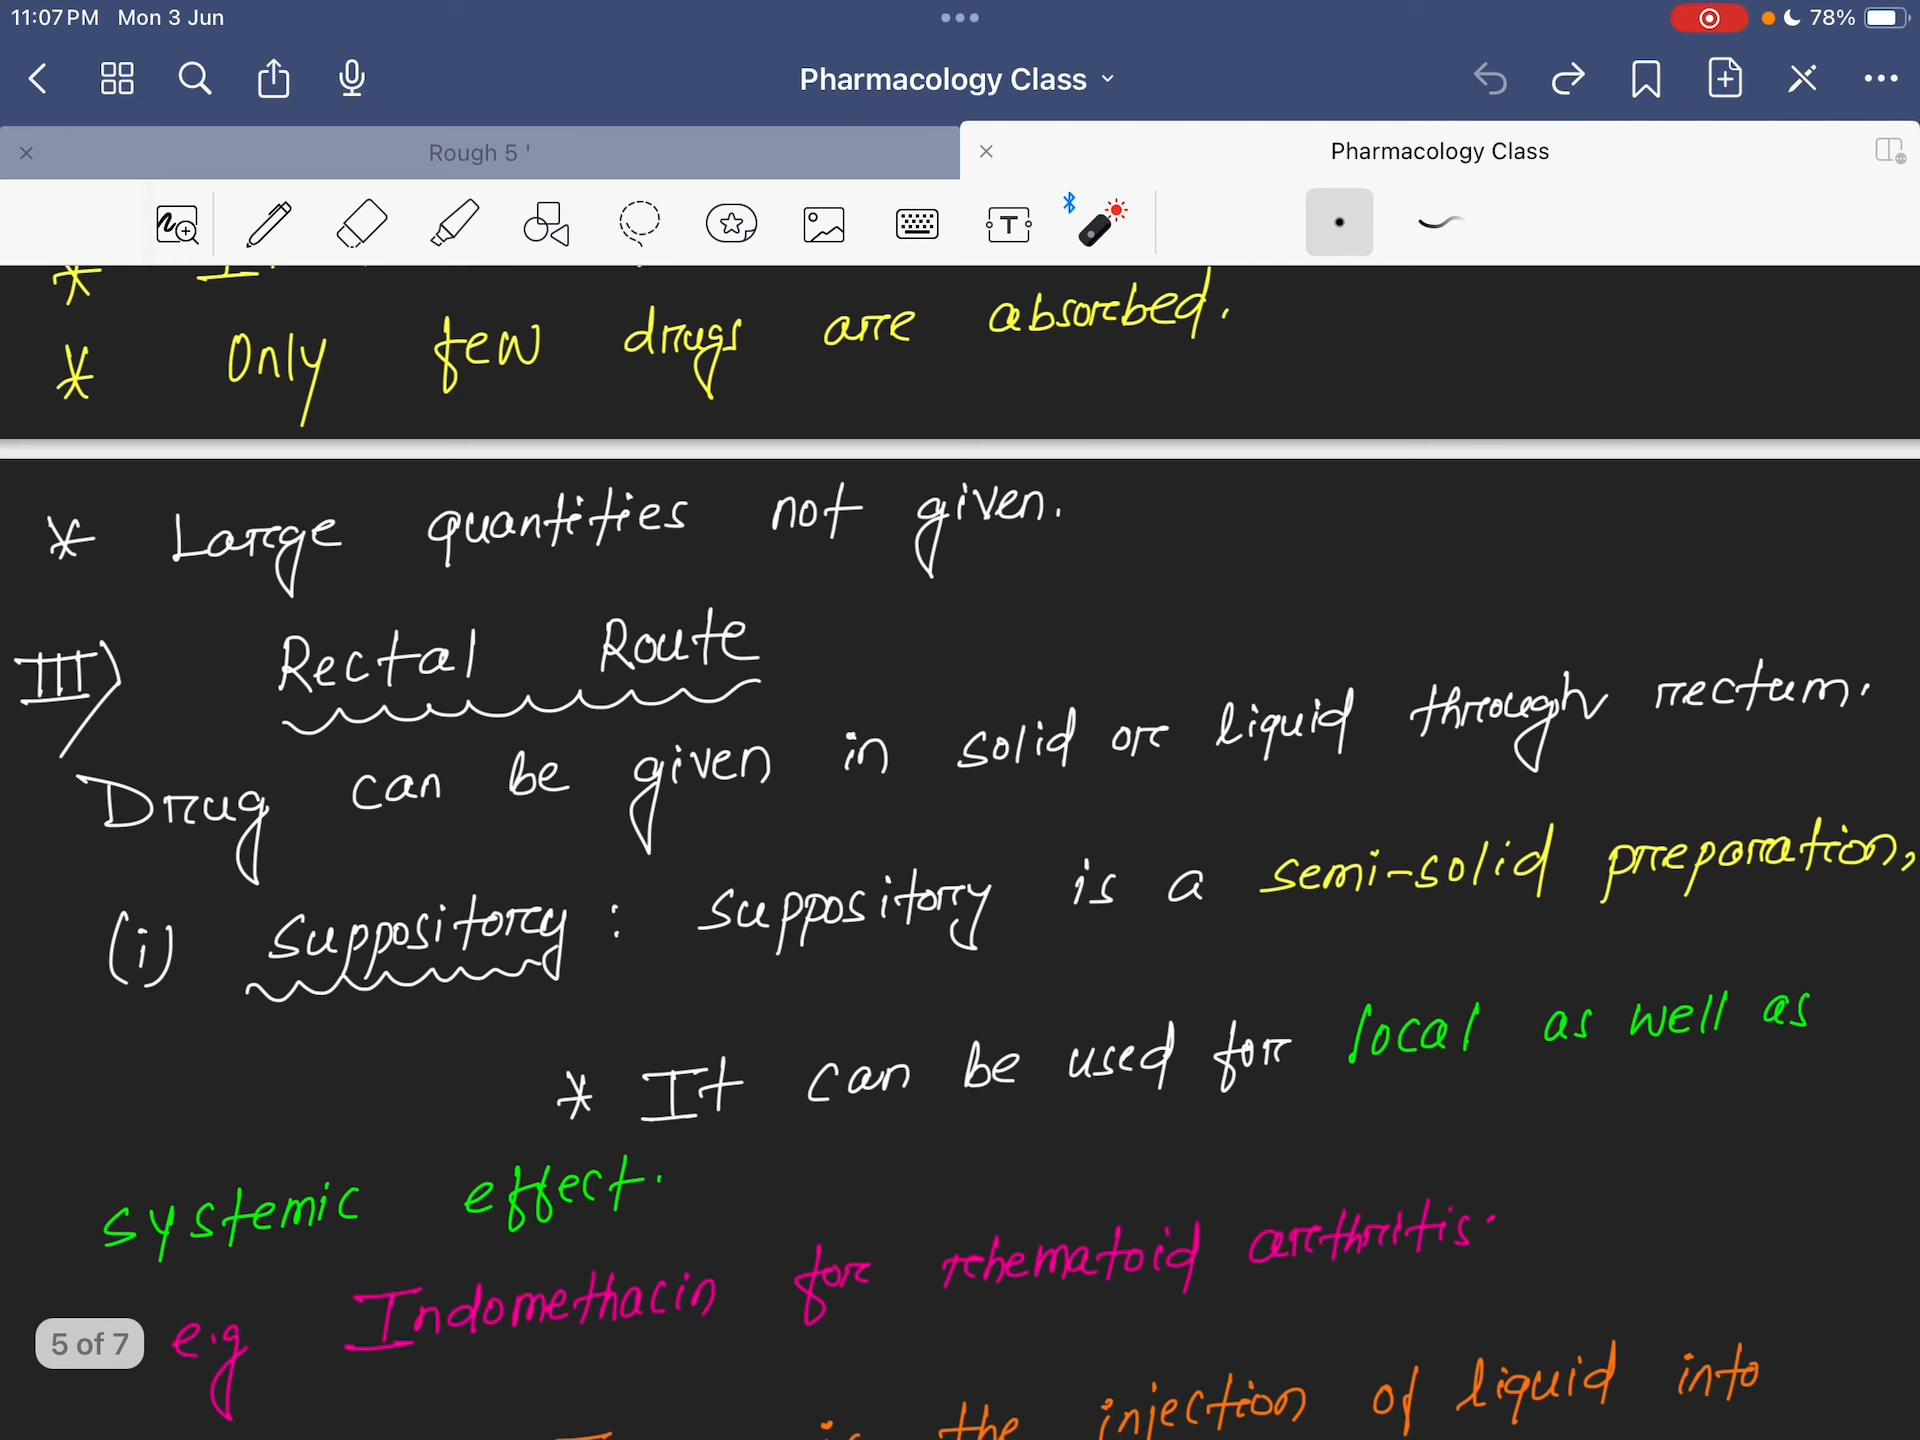 11:07 PM Mon 3 Jun
78%
Pharmacology Class
Rough 5 '
Pharmacology Class
T
*
* Only few drugs are absorbed.
* Large quantities not given.
III) Rectal Route
Drug can be given in solid or liquid through rectum.
(i) Suppository : suppository is a semi-solid preparation,
* It can be used for local as well as
systemic effect.
e.g Indomethacin for rhematoid arthritis.
5 of 7
is the injection of liquid into